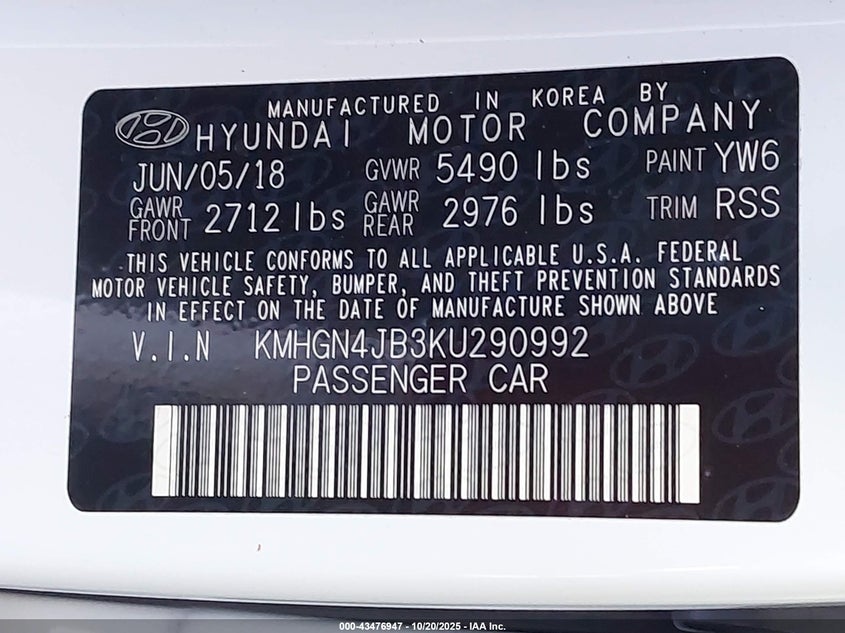 MANUFACTURED IN KOREA BY
HYUNDAI MOTOR COMPANY
JUN/05/18 GVWR 5490 lbs PAINT YW6
GAWR FRONT 2712 lbs GAWR REAR 2976 lbs TRIM RSS
THIS VEHICLE CONFORMS TO ALL APPLICABLE U.S.A. FEDERAL
MOTOR VEHICLE SAFETY, BUMPER, AND THEFT PREVENTION STANDARDS
IN EFFECT ON THE DATE OF MANUFACTURE SHOWN ABOVE
V.I.N KMHGN4JB3KU290992
PASSENGER CAR
000-43476947 - 10/20/2025 - IAA Inc.